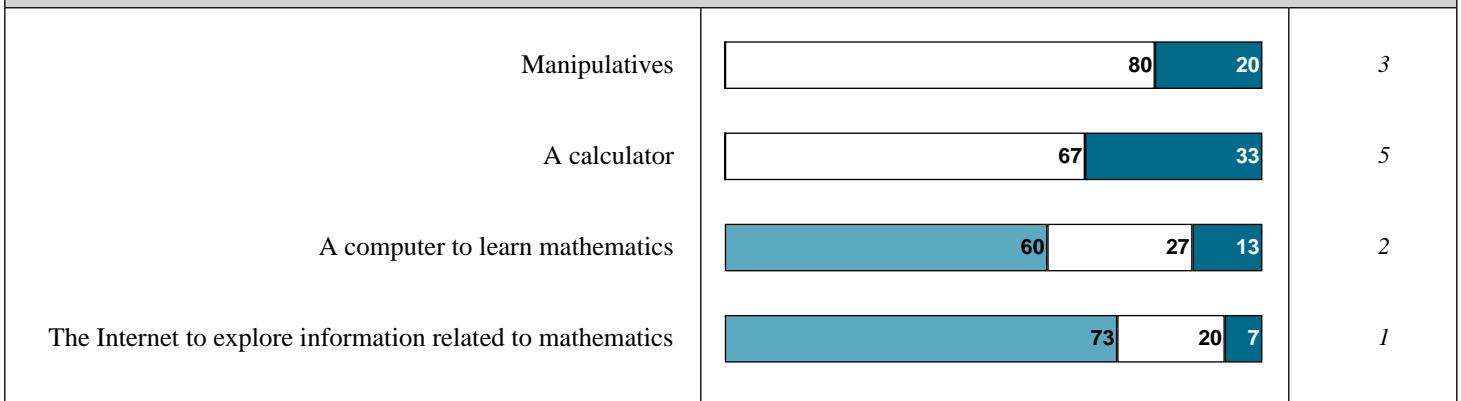 Manipulatives 80 20 3
A calculator 67 33 5
A computer to learn mathematics 60 27 13 2
The Internet to explore information related to mathematics 73 20 7 1